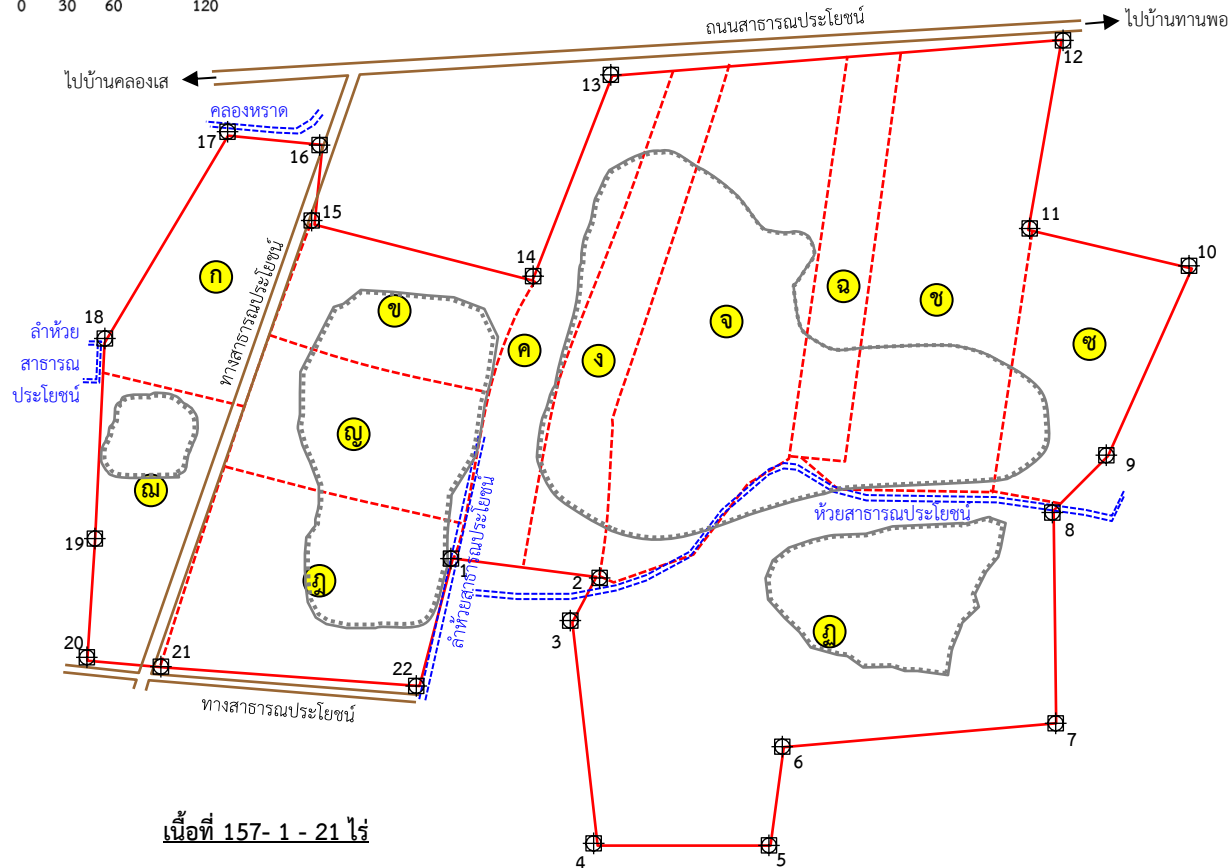 0 30 60 120
ถนนสาธารณประโยชน์
ไปบ้านทานพอ
12
ไปบ้านคลองเส
13
คลองหราด
17
16
15
11
14
10
ก
ทางสาธารณประโยชน์
ข
ฉ
ช
จ
18
ลำห้วย
สาธารณ
ประโยชน์
ค
ง
ซ
ญ
9
ฌ
ลำห้วยสาธารณประโยชน์
ห้วยสาธารณประโยชน์
8
19
1
2
ฎ
3
ฏ
20
21
22
ทางสาธารณประโยชน์
7
6
เนื้อที่ 157- 1 - 21 ไร่
4
5